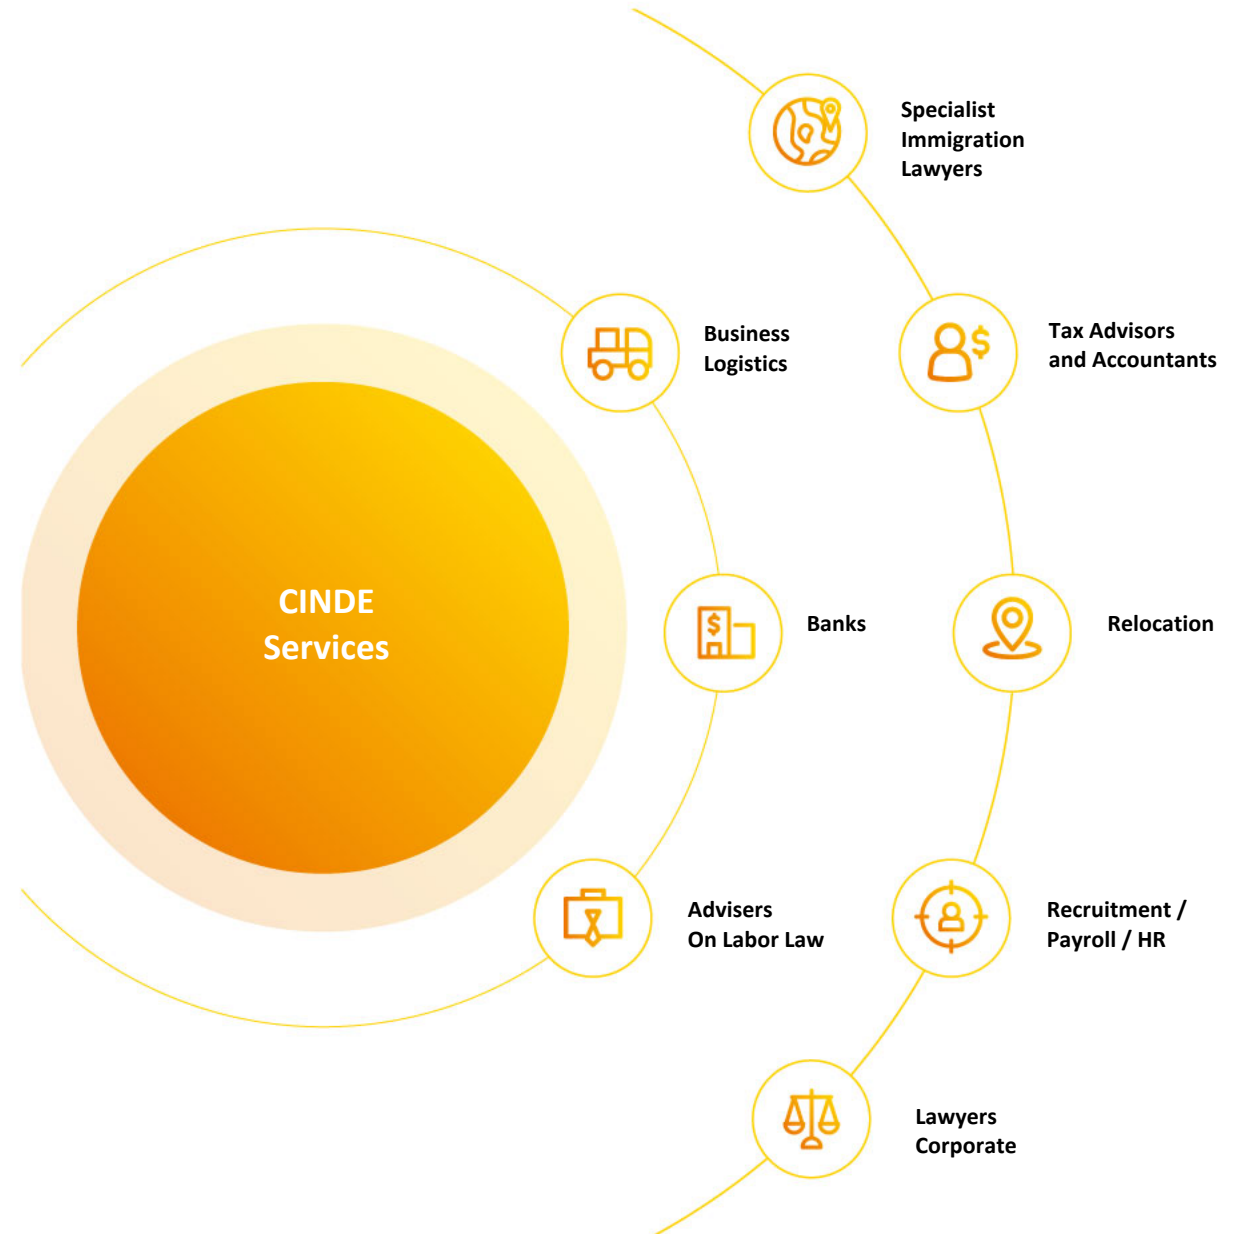 CINDE
Services
Business
Logistics
Banks
Advisers
On Labor Law
Specialist
Immigration
Lawyers
Tax Advisors
and Accountants
Relocation
Recruitment /
Payroll / HR
Lawyers
Corporate